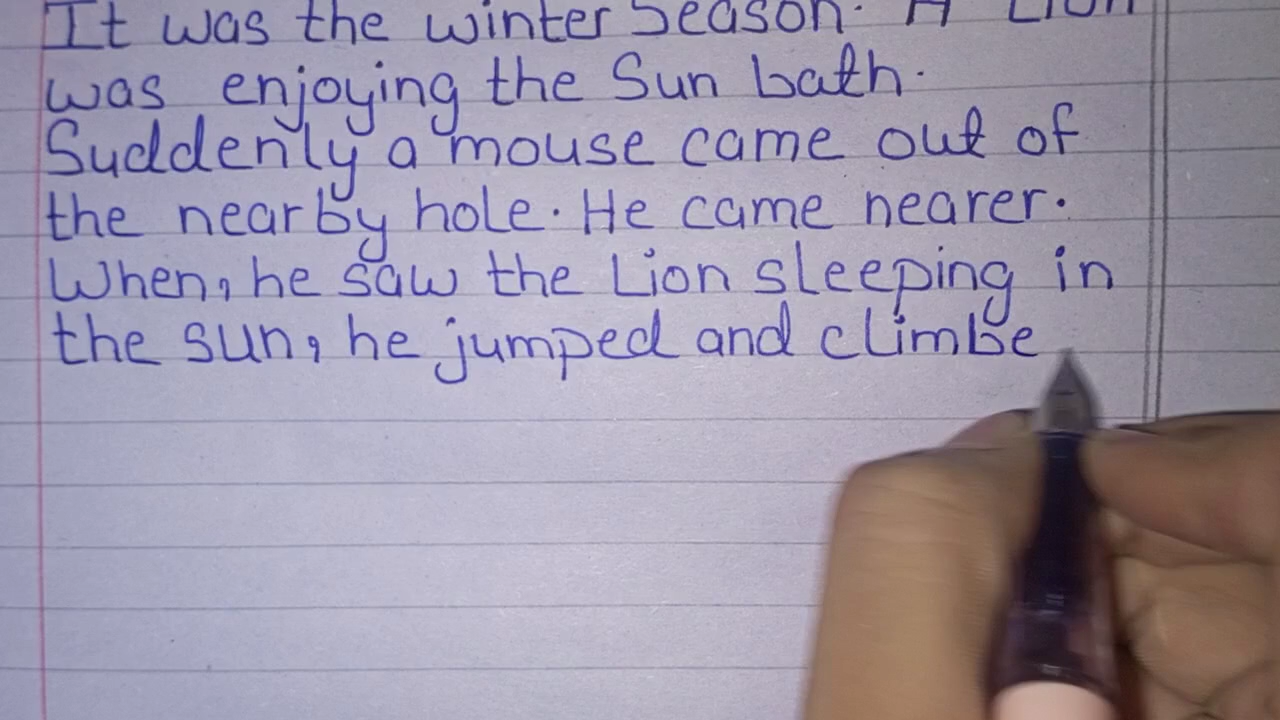 It was the winter Season. A Lion
was enjoying the Sun bath.
Suddenly a mouse came out of
the nearby hole. He came nearer.
When, he saw the Lion sleeping in
the sun, he jumped and climbe